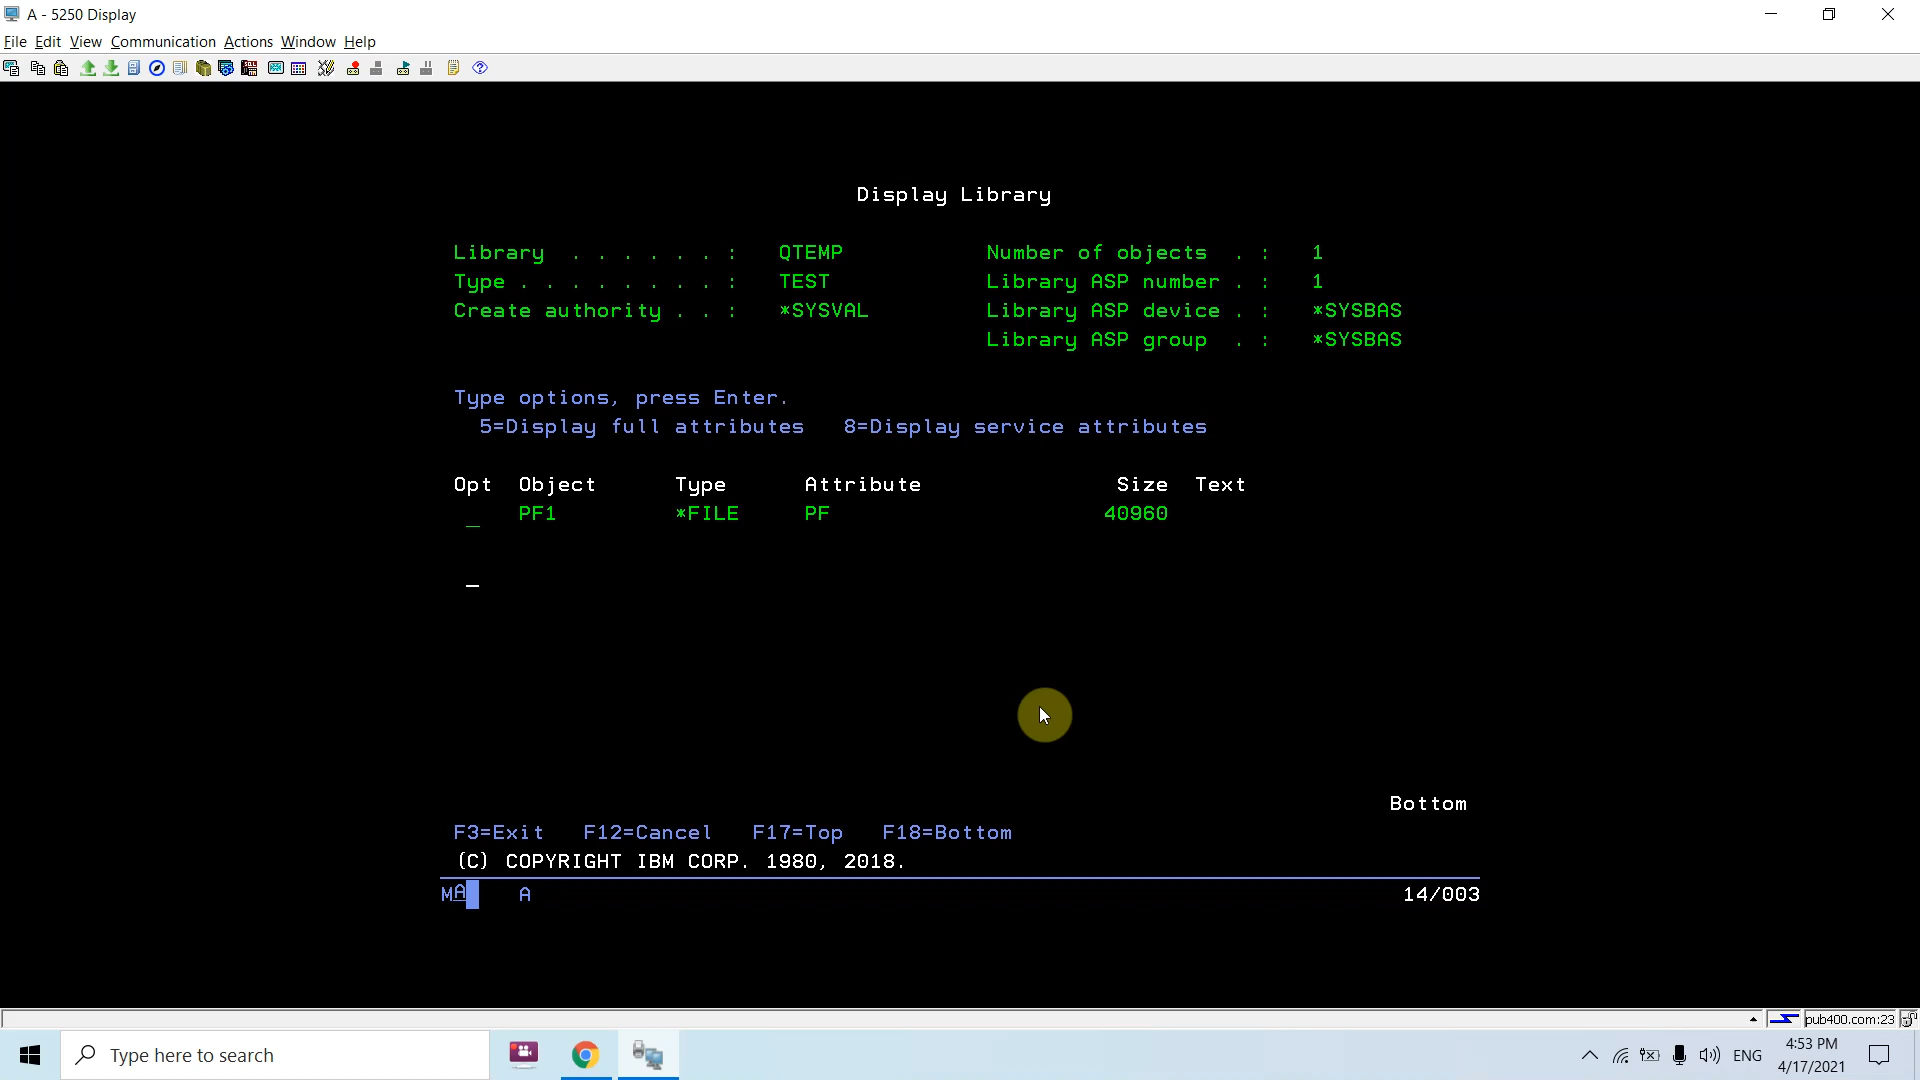 A - 5250 Display
File Edit View Communication Actions Window Help
Display Library
Library . . . . . . : QTEMP Number of objects . : 1
Type . . . . . . . . : TEST Library ASP number . : 1
Create authority . . : *SYSVAL Library ASP device . : *SYSBAS
Library ASP group . : *SYSBAS
Type options, press Enter.
5=Display full attributes 8=Display service attributes
Opt Object Type Attribute Size Text
_ PF1 *FILE PF 40960
Bottom
F3=Exit F12=Cancel F17=Top F18=Bottom
(C) COPYRIGHT IBM CORP. 1980, 2018.
MA A 14/003
pub400.com:23
Type here to search
ENG
4:53 PM
4/17/2021